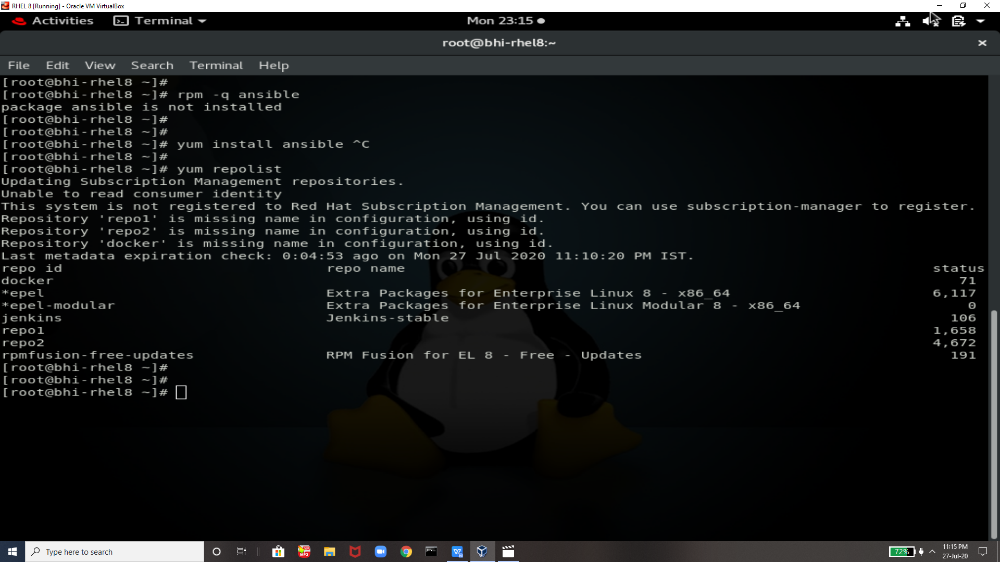 RHEL 8 [Running] - Oracle VM VirtualBox
Activities Terminal Mon 23:15
root@bhi-rhel8:~
File Edit View Search Terminal Help
[root@bhi-rhel8 ~]#
[root@bhi-rhel8 ~]# rpm -q ansible
package ansible is not installed
[root@bhi-rhel8 ~]#
[root@bhi-rhel8 ~]#
[root@bhi-rhel8 ~]# yum install ansible ^C
[root@bhi-rhel8 ~]#
[root@bhi-rhel8 ~]# yum repolist
Updating Subscription Management repositories.
Unable to read consumer identity
This system is not registered to Red Hat Subscription Management. You can use subscription-manager to register.
Repository 'repo1' is missing name in configuration, using id.
Repository 'repo2' is missing name in configuration, using id.
Repository 'docker' is missing name in configuration, using id.
Last metadata expiration check: 0:04:53 ago on Mon 27 Jul 2020 11:10:20 PM IST.
repo id repo name status
docker 71
*epel Extra Packages for Enterprise Linux 8 - x86_64 6,117
*epel-modular Extra Packages for Enterprise Linux Modular 8 - x86_64 0
jenkins Jenkins-stable 106
repo1 1,658
repo2 4,672
rpmfusion-free-updates RPM Fusion for EL 8 - Free - Updates 191
[root@bhi-rhel8 ~]#
[root@bhi-rhel8 ~]#
[root@bhi-rhel8 ~]#
Type here to search
MP3
72%
11:15 PM
27-Jul-20